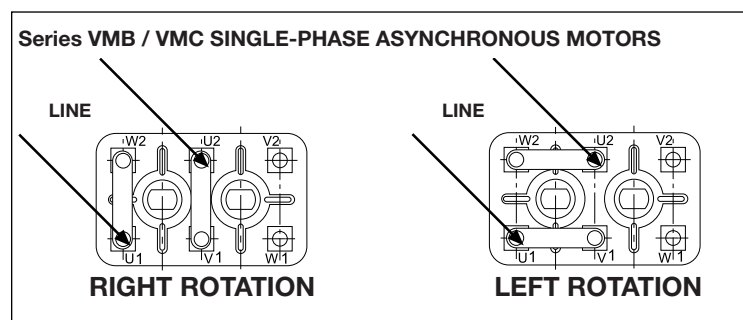 Series VMB / VMC SINGLE-PHASE ASYNCHRONOUS MOTORS
LINE LINE
W2 U2 V2 W2 U2 V2
U1 V1 W1 U1 V1 W1
RIGHT ROTATION LEFT ROTATION